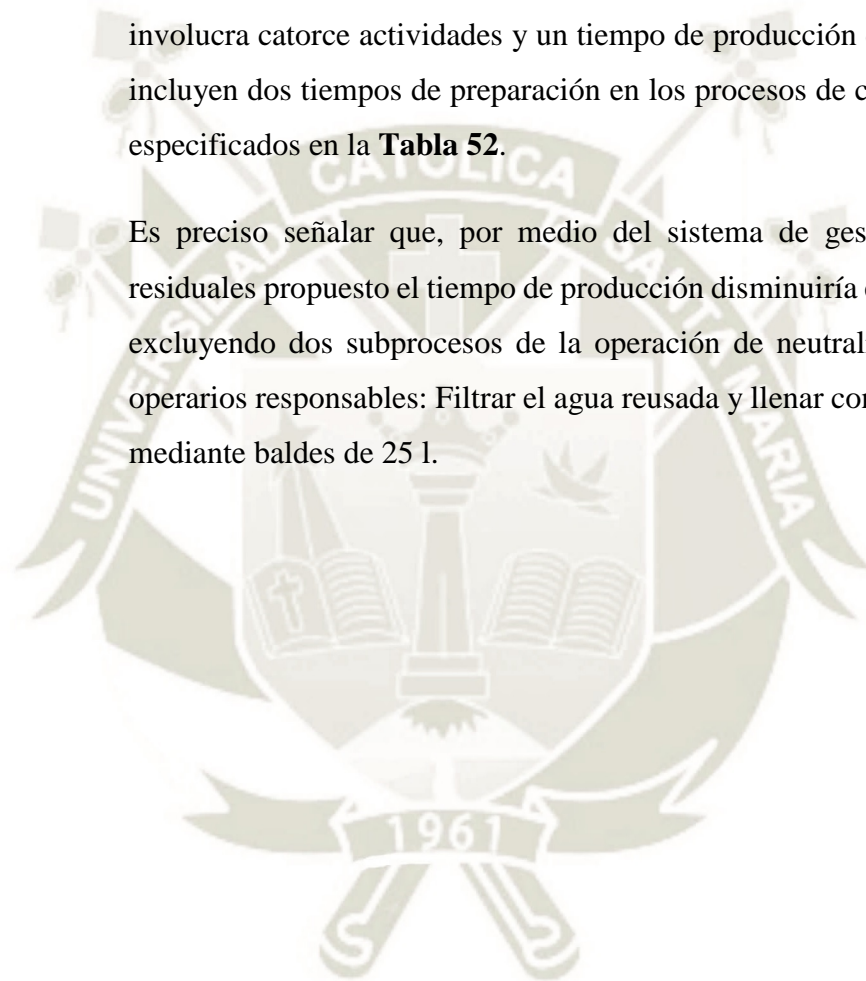 involucra catorce actividades y un tiempo de producción
incluyen dos tiempos de preparación en los procesos de
especificados en la Tabla 52.
Es preciso señalar que, por medio del sistema de
residuales propuesto el tiempo de producción disminuiría
excluyendo dos subprocesos de la operación de
operarios responsables: Filtrar el agua reusada y llenar
mediante baldes de 25 l.
UNIVERSIDAD CATOLICA SANTA MARIA
1961